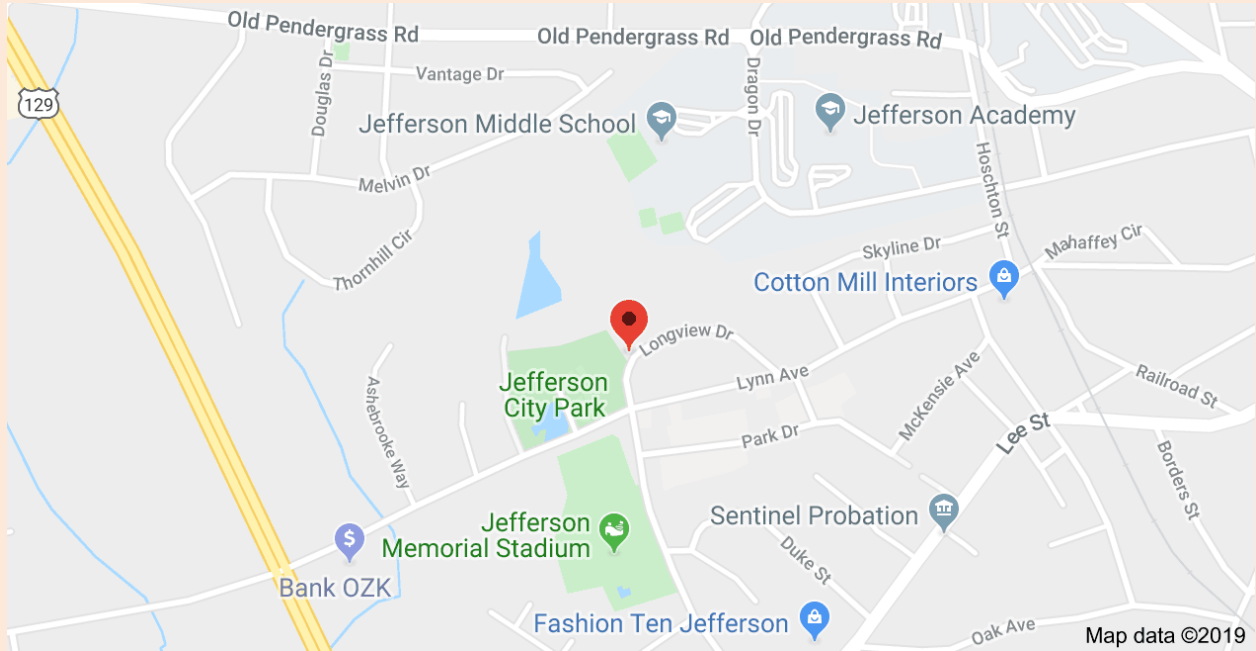 Old Pendergrass Rd
Old Pendergrass Rd
Old Pendergrass Rd
Vantage Dr
Douglas Dr
129
Dragon Dr
Jefferson Middle School
Jefferson Academy
Melvin Dr
Hoschton St
Thornhill Cir
Skyline Dr
Mahaffey Cir
Cotton Mill Interiors
Longview Dr
Jefferson
City Park
Lynn Ave
McKensie Ave
Railroad St
Ashebrooke Way
Park Dr
Lee St
Borders St
Jefferson
Memorial Stadium
Sentinel Probation
Duke St
$
Bank OZK
Fashion Ten Jefferson
Oak Ave
Map data ©2019